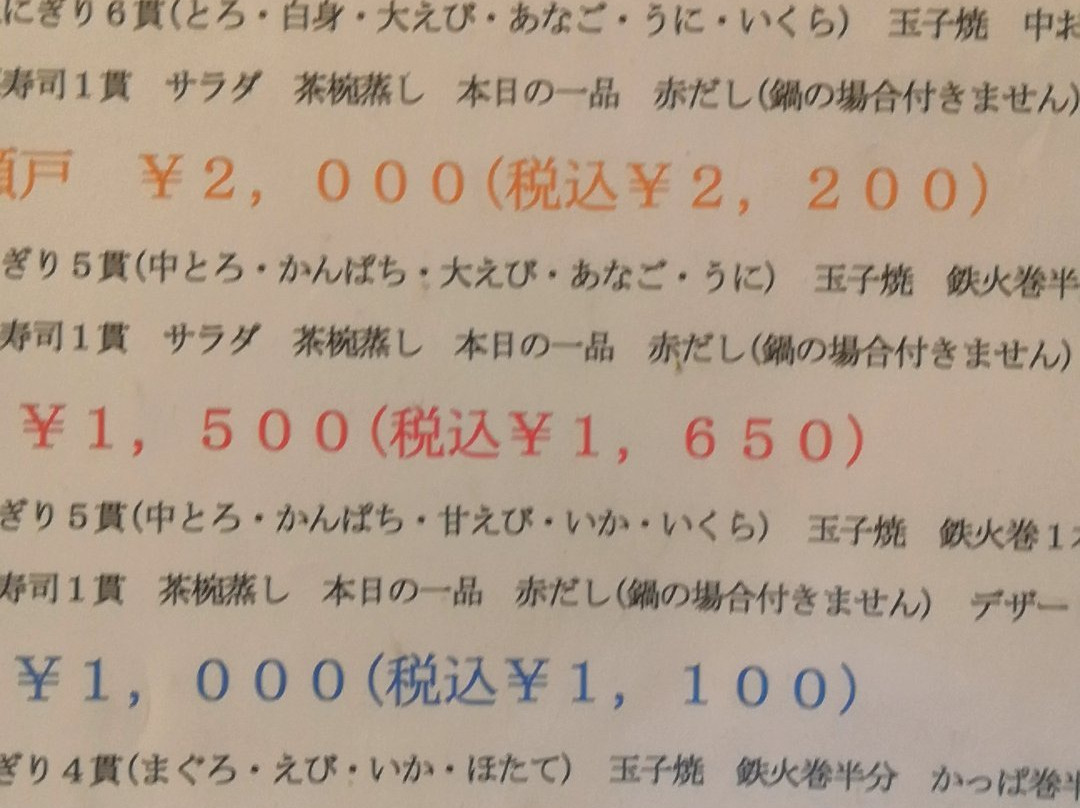 にぎり６貫(とろ・白身・大えび・あなご・うに・いくら)　玉子焼　中お
寿司１貫　サラダ　茶椀蒸し　本日の一品　赤だし(鍋の場合付きません)
瀬戸　￥２，０００(税込￥２，２００)
ぎり５貫(中とろ・かんぱち・大えび・あなご・うに)　玉子焼　鉄火巻半
寿司１貫　サラダ　茶椀蒸し　本日の一品　赤だし(鍋の場合付きません)
￥１，５００(税込￥１，６５０)
ぎり５貫(中とろ・かんぱち・甘えび・いか・いくら)　玉子焼　鉄火巻１
寿司１貫　茶椀蒸し　本日の一品　赤だし(鍋の場合付きません)　デザー
￥１，０００(税込￥１，１００)
ぎり４貫(まぐろ・えび・いか・ほたて)　玉子焼　鉄火巻半分　かっぱ巻半